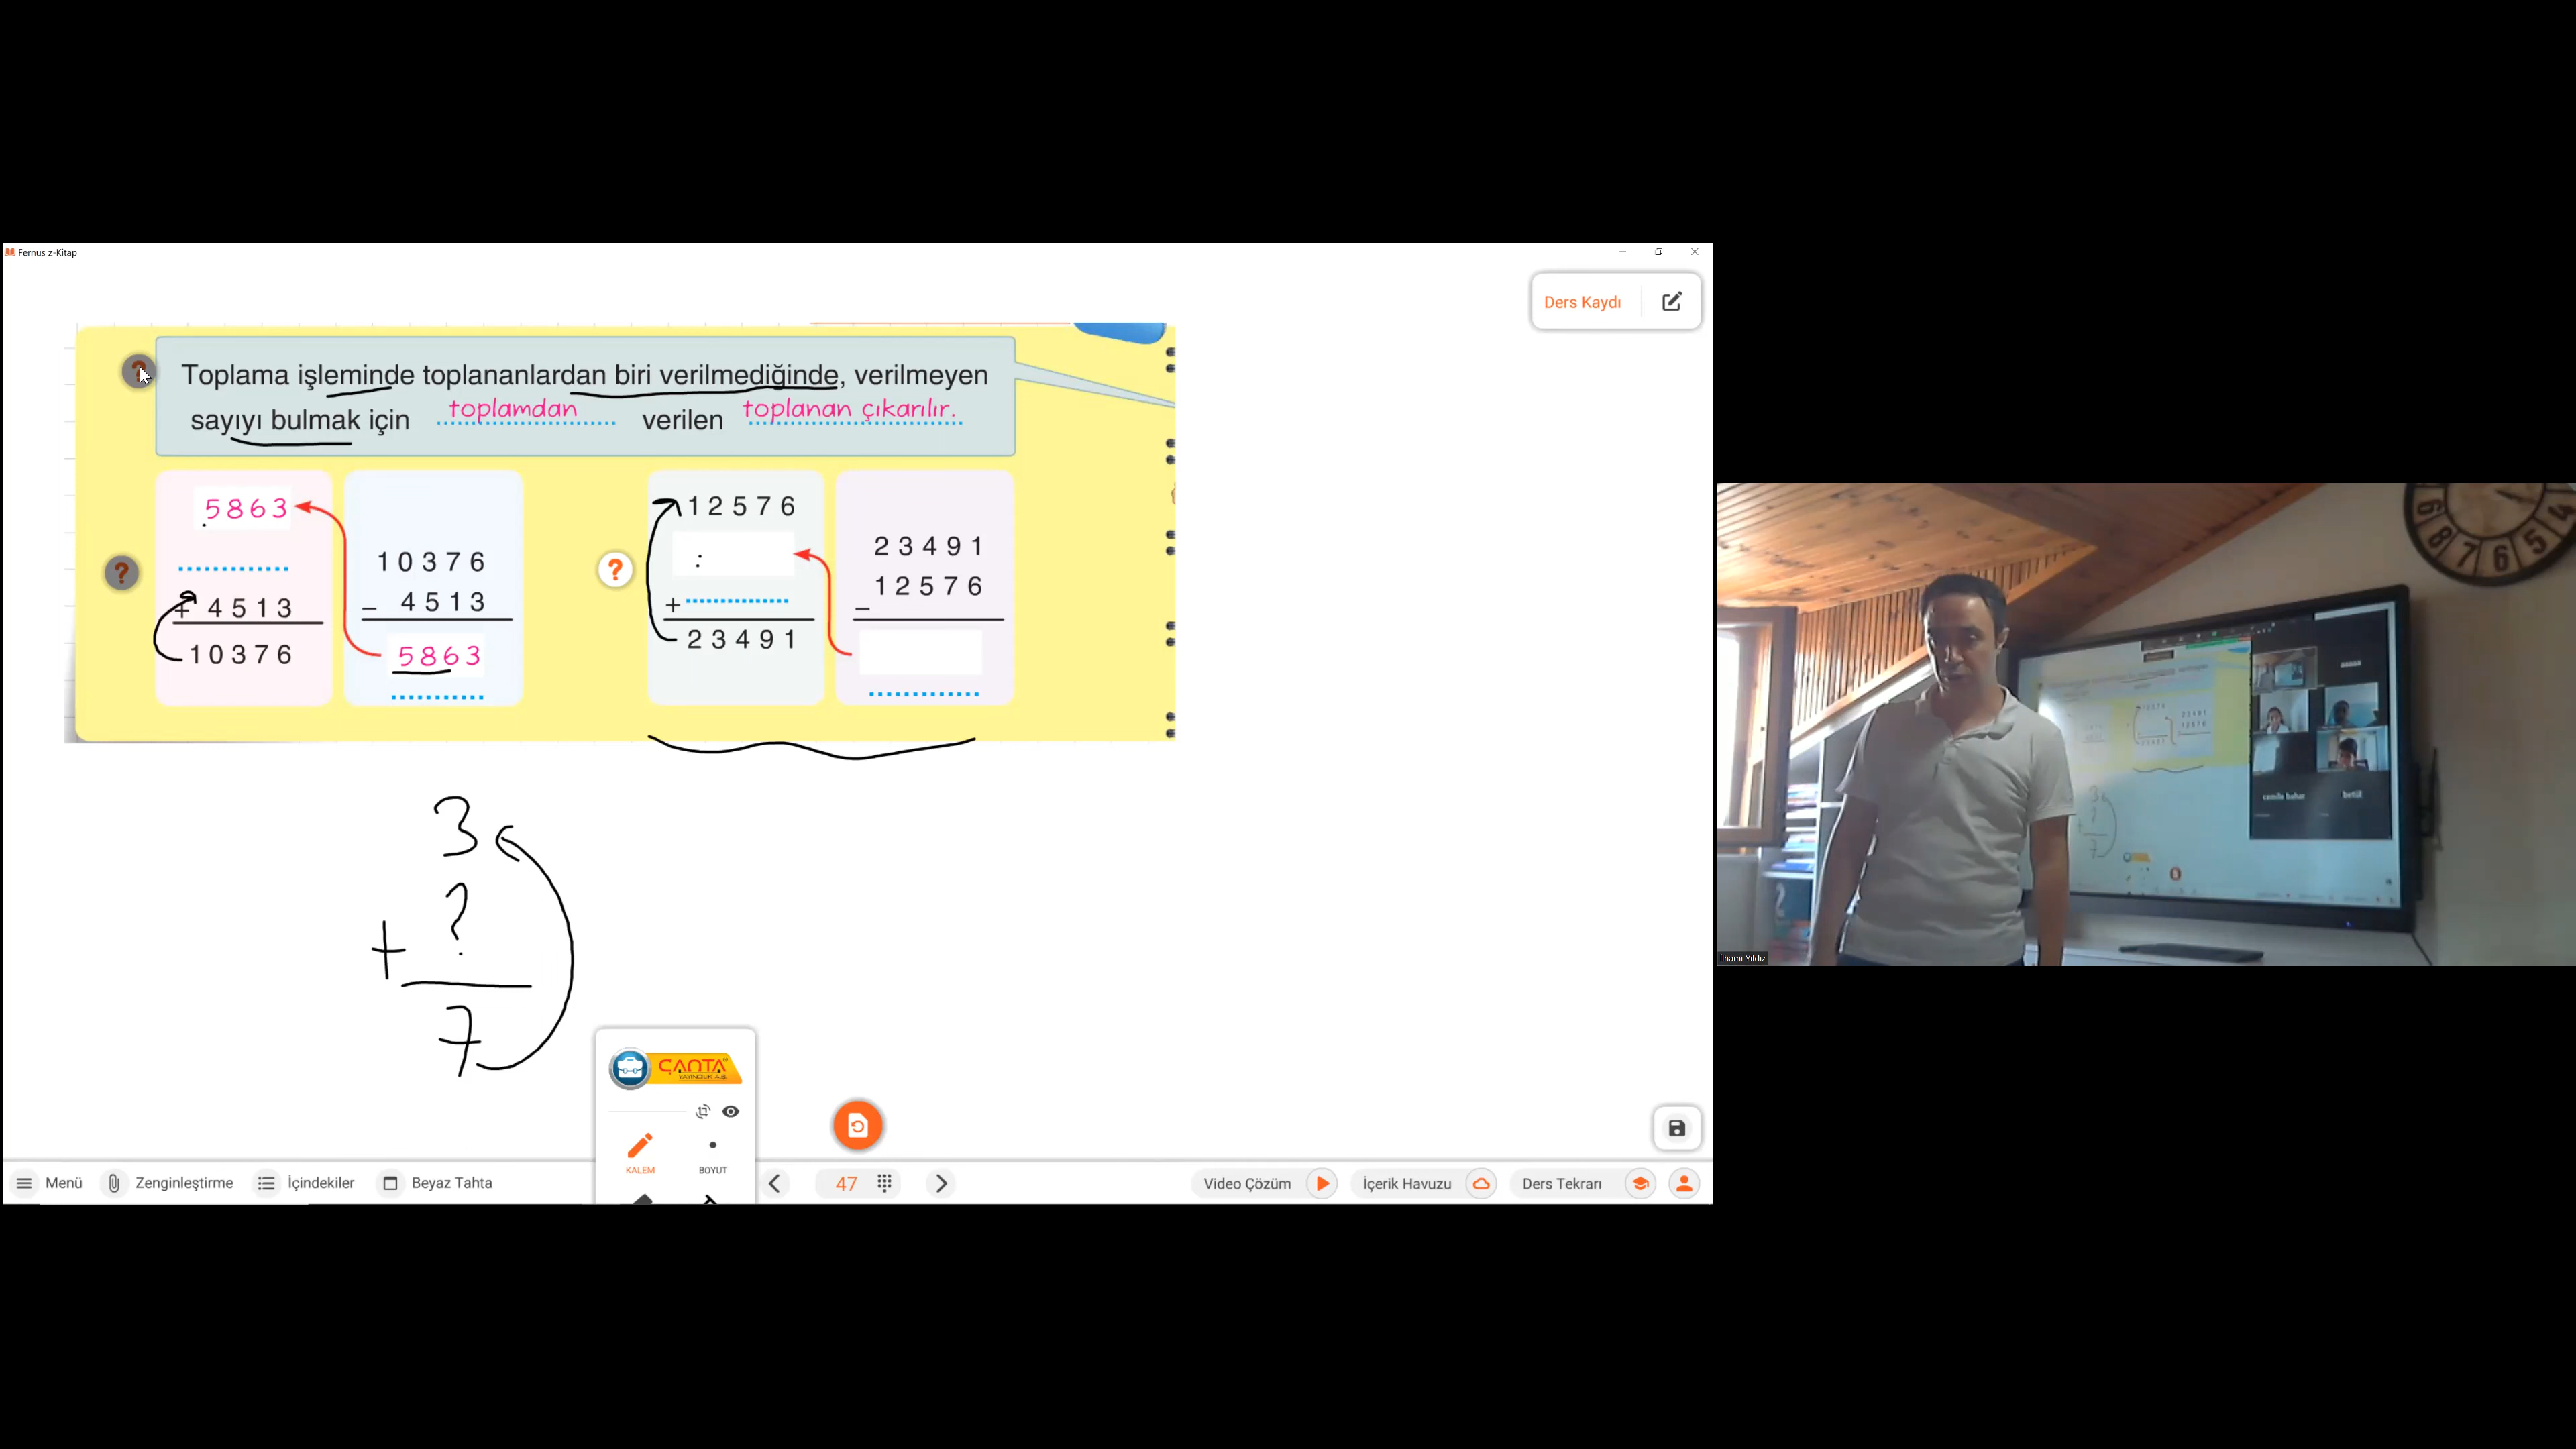 Fernus z-Kitap
Ders Kaydı
Toplama işleminde toplananlardan biri verilmediğinde, verilmeyen
sayıyı bulmak için toplamdan verilen toplanan çıkarılır.
5863
+ 4513
10376
10376
− 4513
5863
12576
+
23491
23491
12576
−
3
?
+
7
ÇANTA
YAYINCILIK A.Ş.
KALEM
BOYUT
Menü
Zenginleştirme
İçindekiler
Beyaz Tahta
47
Video Çözüm
İçerik Havuzu
Ders Tekrarı
İlhami Yıldız